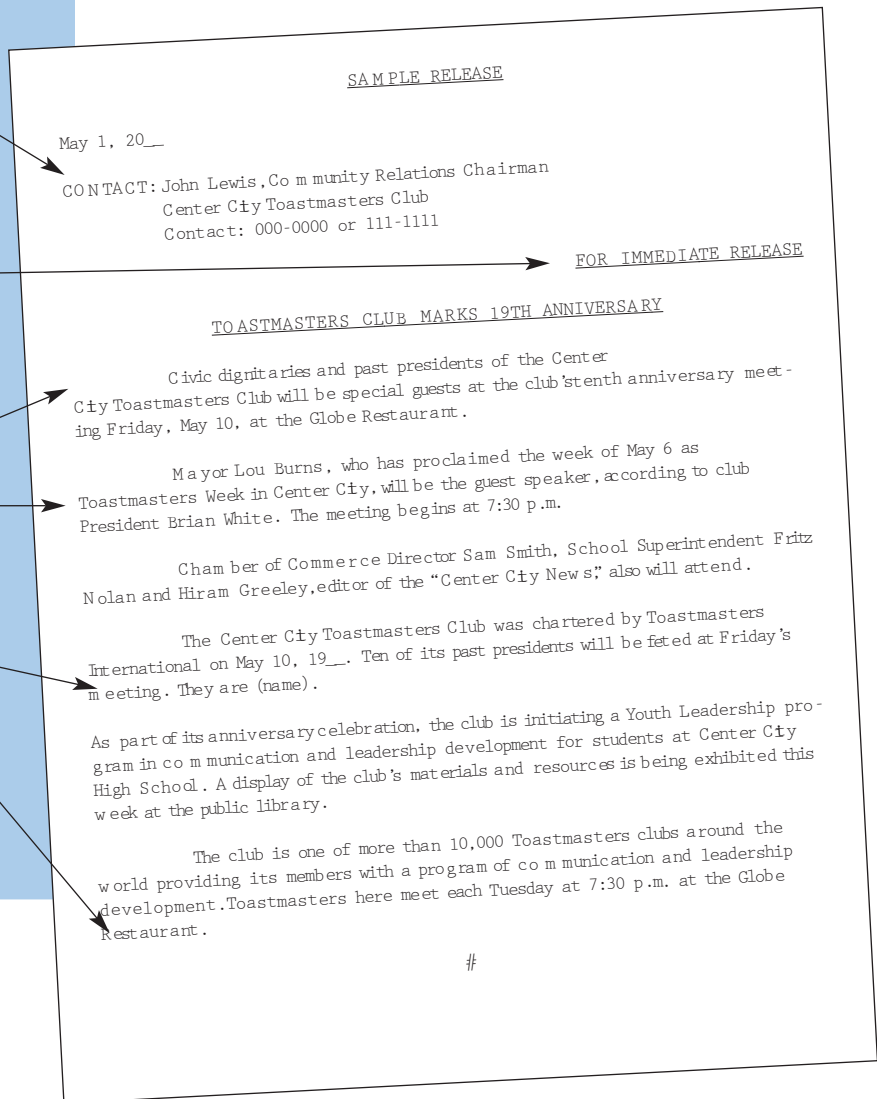 SAMPLE RELEASE
May 1, 20__
CONTACT: John Lewis, Community Relations Chairman
Center City Toastmasters Club
Contact: 000-0000 or 111-1111
FOR IMMEDIATE RELEASE
TOASTMASTERS CLUB MARKS 19TH ANNIVERSARY
Civic dignitaries and past presidents of the Center
City Toastmasters Club will be special guests at the club's tenth anniversary meet-
ing Friday, May 10, at the Globe Restaurant.
Mayor Lou Burns, who has proclaimed the week of May 6 as
Toastmasters Week in Center City, will be the guest speaker, according to club
President Brian White. The meeting begins at 7:30 p.m.
Chamber of Commerce Director Sam Smith, School Superintendent Fritz
Nolan and Hiram Greeley, editor of the “Center City News,” also will attend.
The Center City Toastmasters Club was chartered by Toastmasters
International on May 10, 19__. Ten of its past presidents will be feted at Friday's
meeting. They are (name).
As part of its anniversary celebration, the club is initiating a Youth Leadership pro-
gram in communication and leadership development for students at Center City
High School. A display of the club's materials and resources is being exhibited this
week at the public library.
The club is one of more than 10,000 Toastmasters clubs around the
world providing its members with a program of communication and leadership
development. Toastmasters here meet each Tuesday at 7:30 p.m. at the Globe
Restaurant.
#